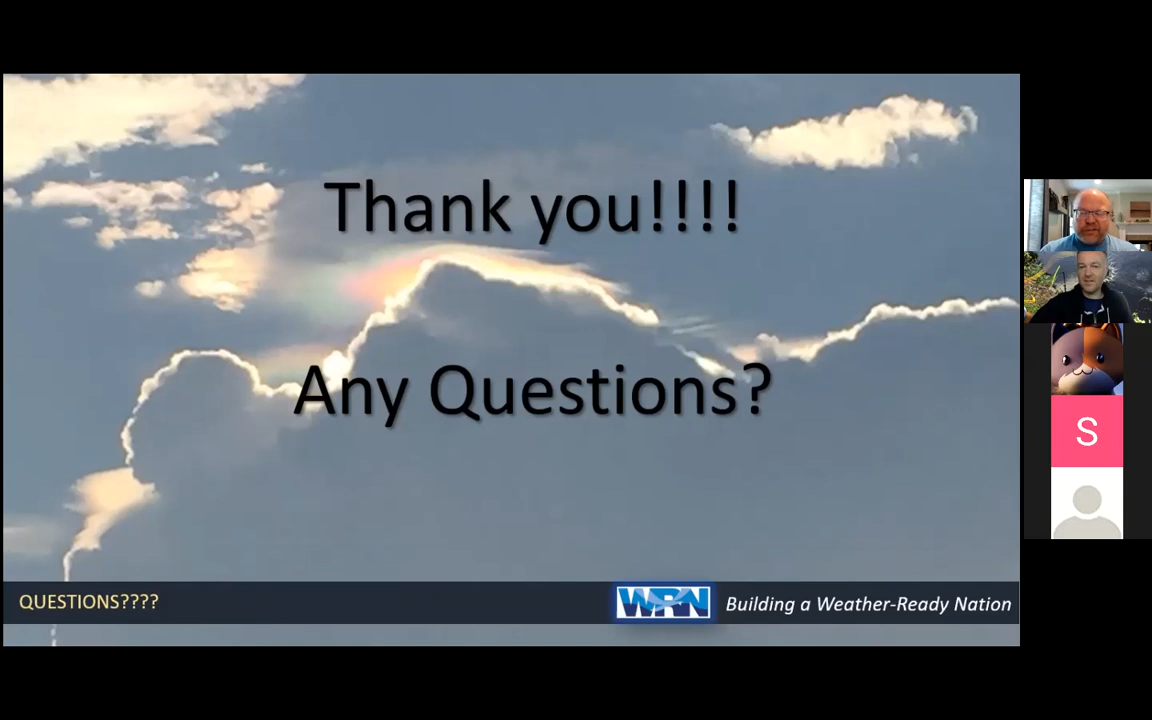 Thank you!!!!
Any Questions?
QUESTIONS????
WRN
Building a Weather-Ready Nation
S